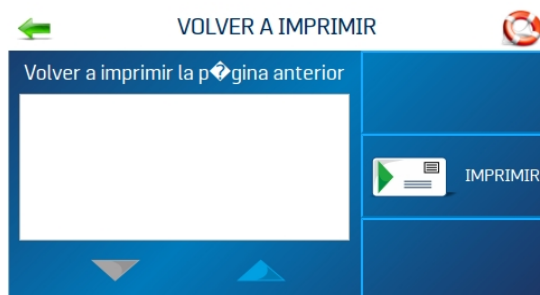 VOLVER A IMPRIMIR
Volver a imprimir la p�gina anterior
IMPRIMIR